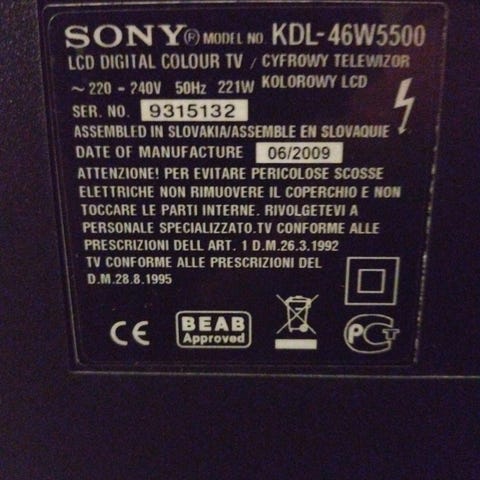 SONY® MODEL NO. KDL-46W5500
LCD DIGITAL COLOUR TV / CYFROWY TELEWIZOR
~ 220 - 240V 50Hz 221W KOLOROWY LCD
SER. NO. 9315132
ASSEMBLED IN SLOVAKIA/ASSEMBLE EN SLOVAQUIE
DATE OF MANUFACTURE 06/2009
ATTENZIONE! PER EVITARE PERICOLOSE SCOSSE
ELETTRICHE NON RIMUOVERE IL COPERCHIO E NON
TOCCARE LE PARTI INTERNE. RIVOLGETEVI A
PERSONALE SPECIALIZZATO.TV CONFORME ALLE
PRESCRIZIONI DELL ART. 1 D.M.26.3.1992
TV CONFORME ALLE PRESCRIZIONI DEL
D.M.28.8.1995
CE BEAB PCT
Approved